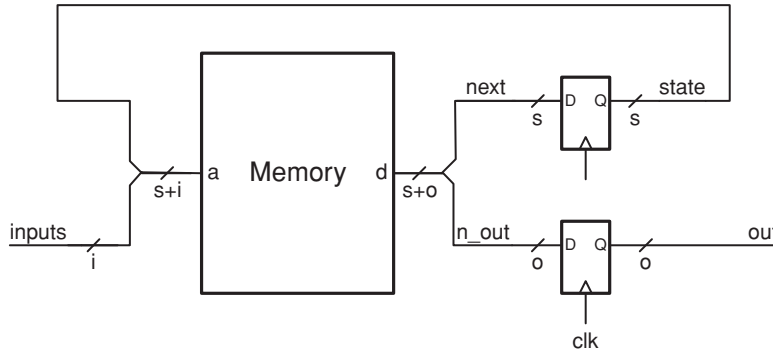 next
state
D Q
s
s
a
Memory
d
s+i
s+o
inputs
i
n_out
D Q
out
o
o
clk